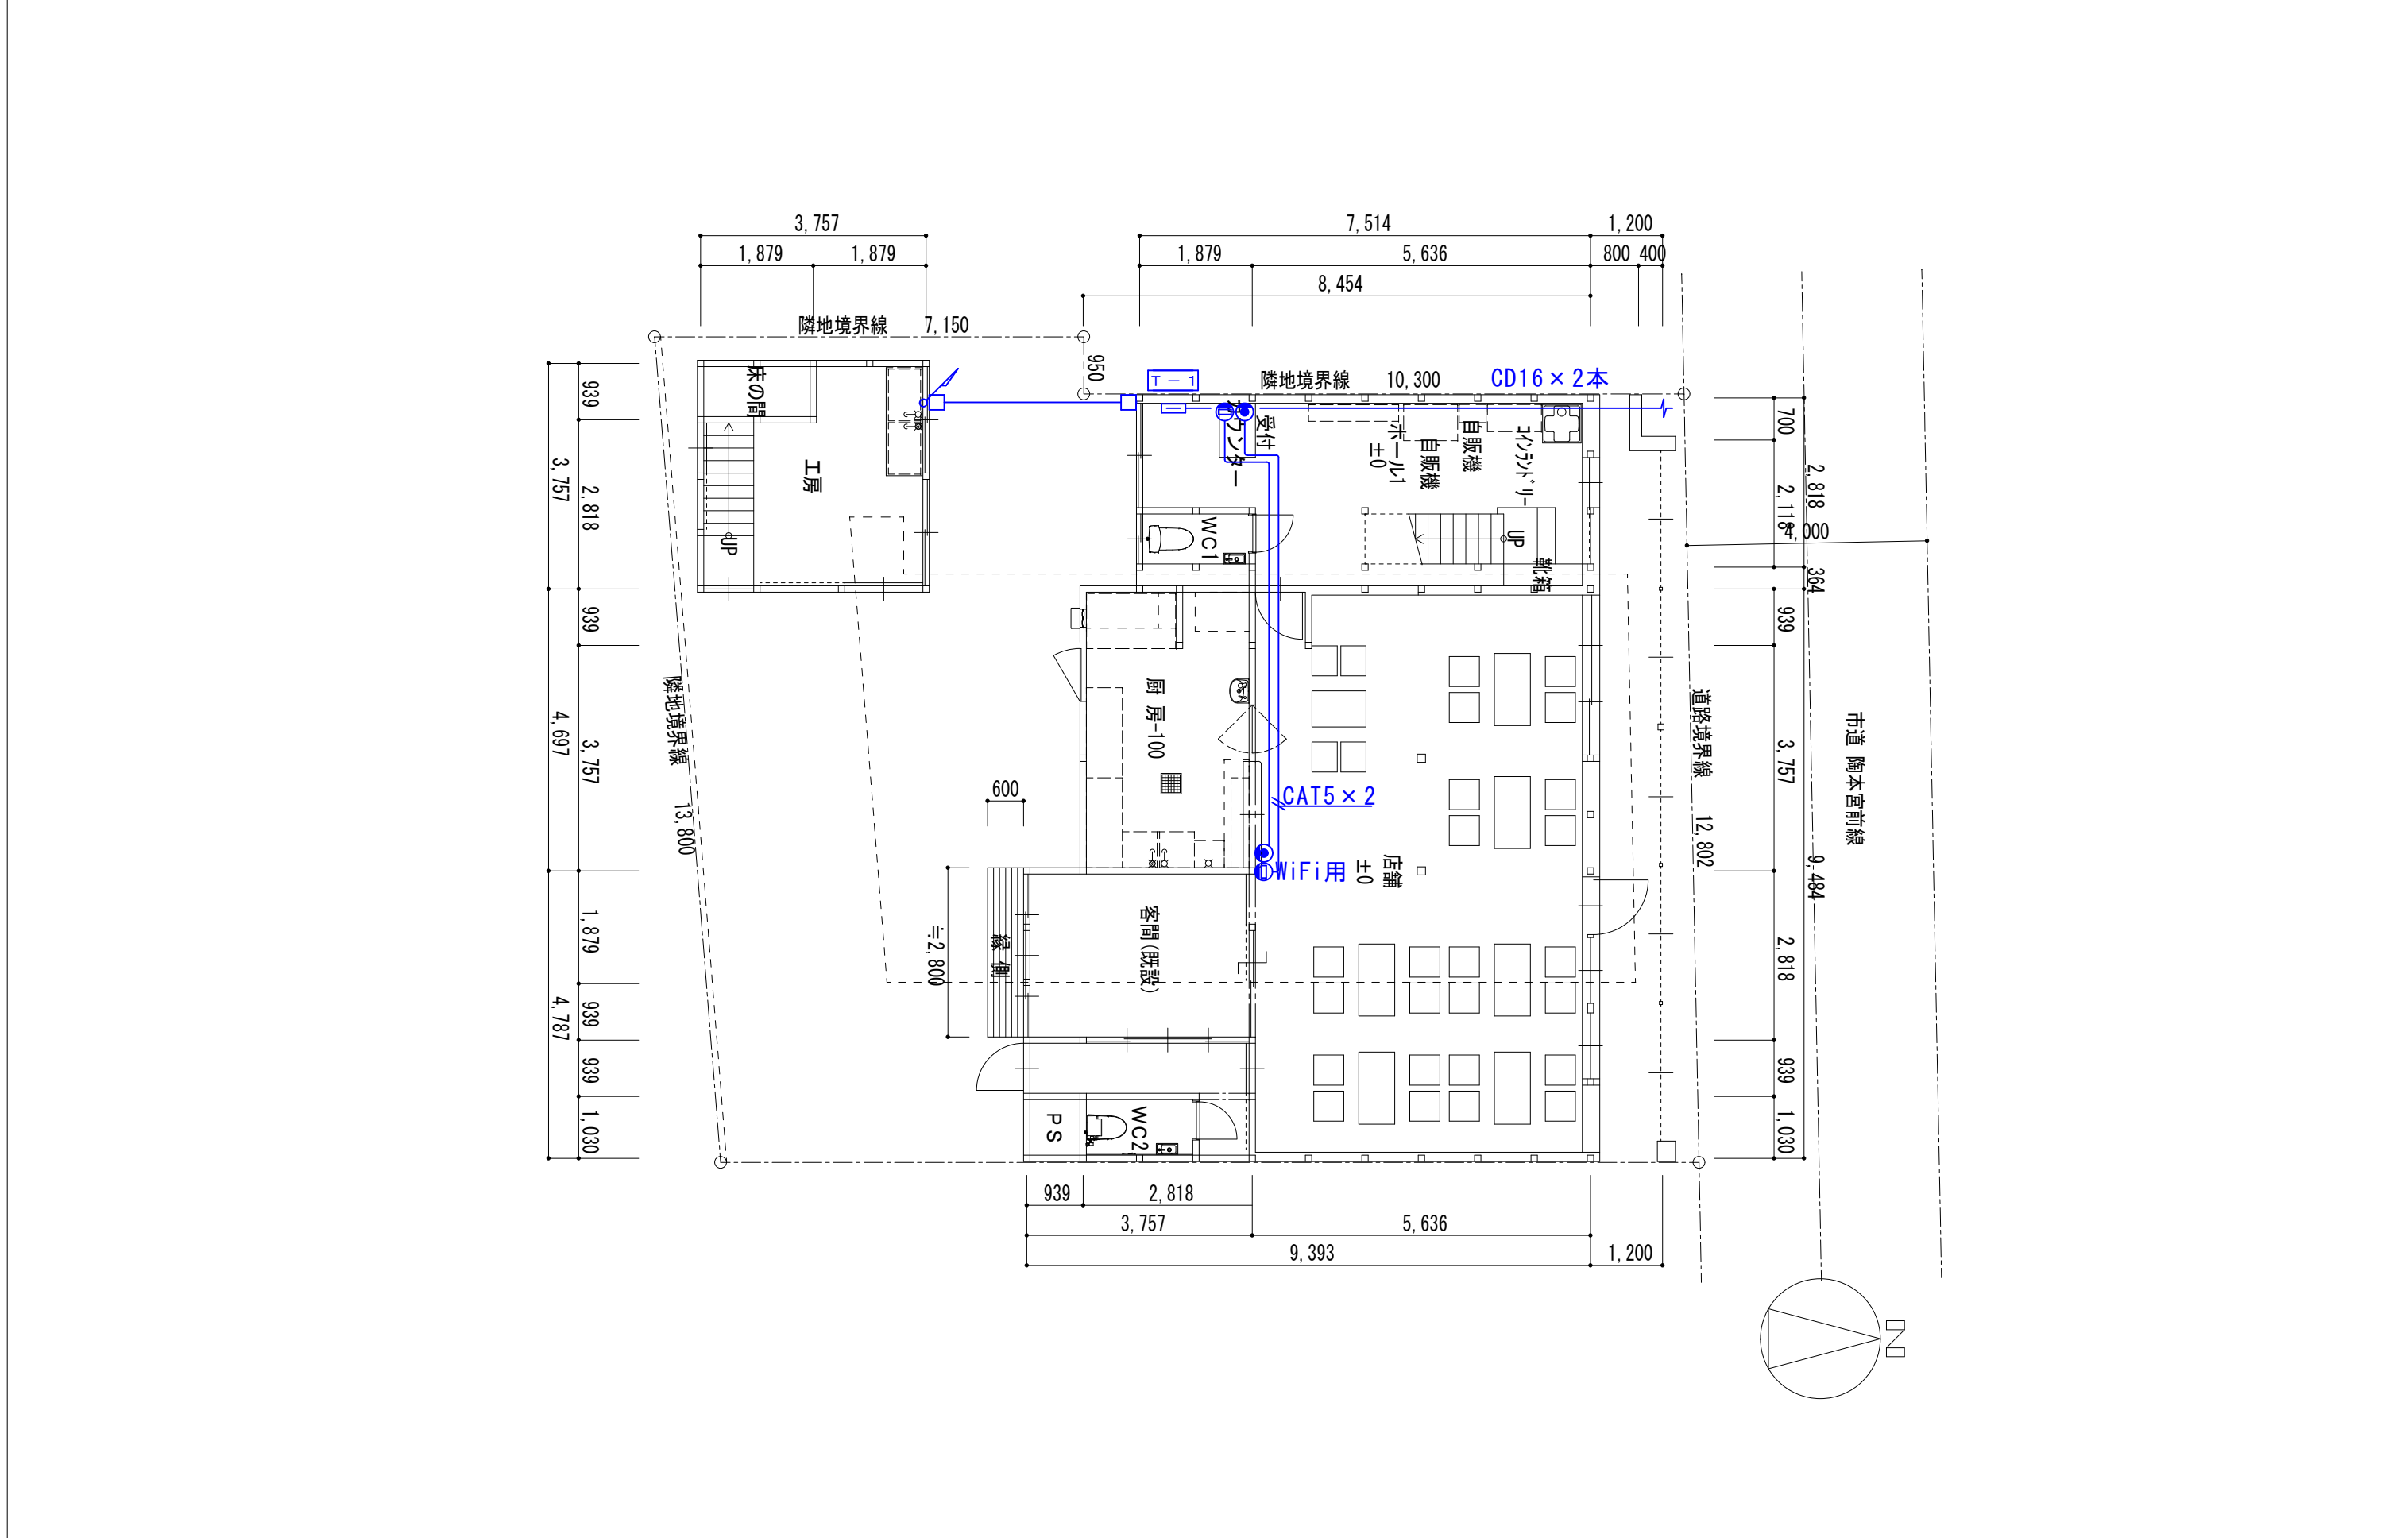 3,757
7,514
1,200
1,879
1,879
1,879
5,636
800
400
8,454
隣地境界線
7,150
950
T－1
隣地境界線
10,300
CD16×2本
床の間
工房
UP
カウンター
受付
ホール1
±0
自販機
自販機
コインランドリー
WC1
UP
靴箱
939
2,818
3,757
939
3,757
4,697
1,879
939
939
1,030
4,787
隣地境界線
13,800
700
2,118
2,818
4,000
364
939
3,757
2,818
939
1,030
9,484
道路境界線
12,802
市道 陶本宮前線
厨 房-100
600
CAT5×2
WiFi用
店舗
±0
≒2,800
縁 側
客間(既設)
PS
WC2
939
2,818
3,757
5,636
9,393
1,200
N